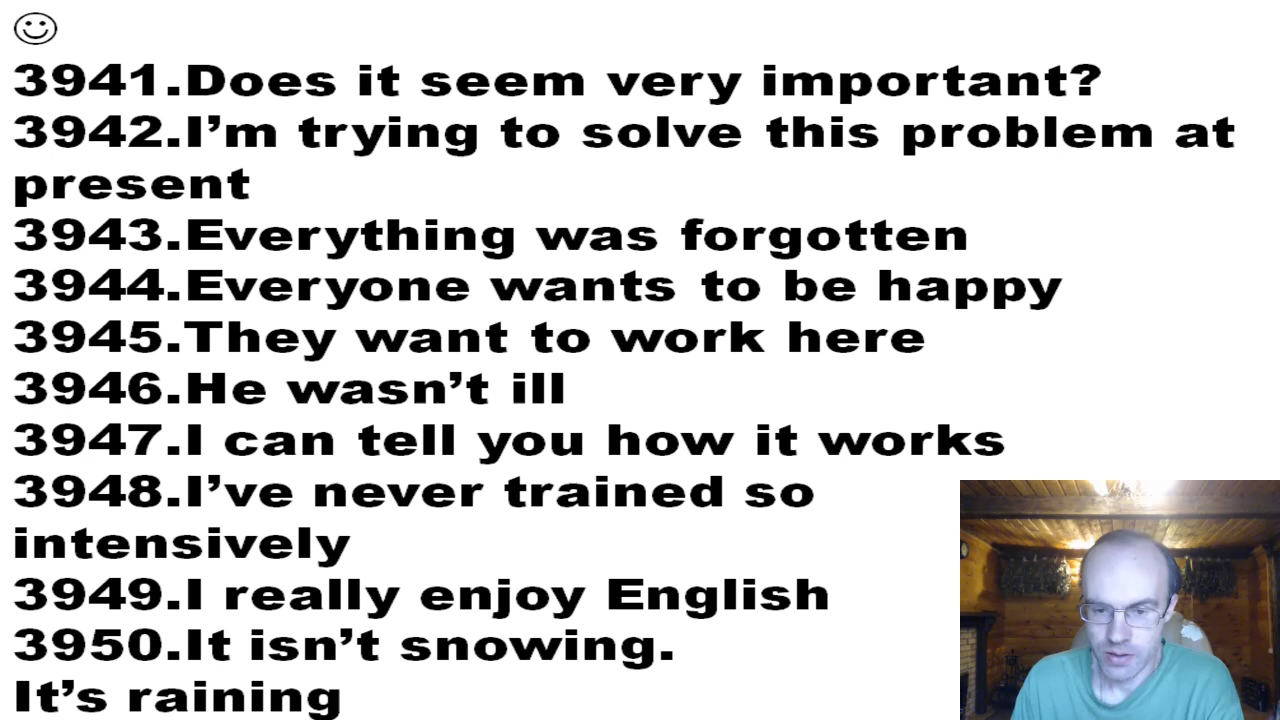 3941.Does it seem very important?
3942.I’m trying to solve this problem at
present
3943.Everything was forgotten
3944.Everyone wants to be happy
3945.They want to work here
3946.He wasn’t ill
3947.I can tell you how it works
3948.I’ve never trained so
intensively
3949.I really enjoy English
3950.It isn’t snowing.
It’s raining